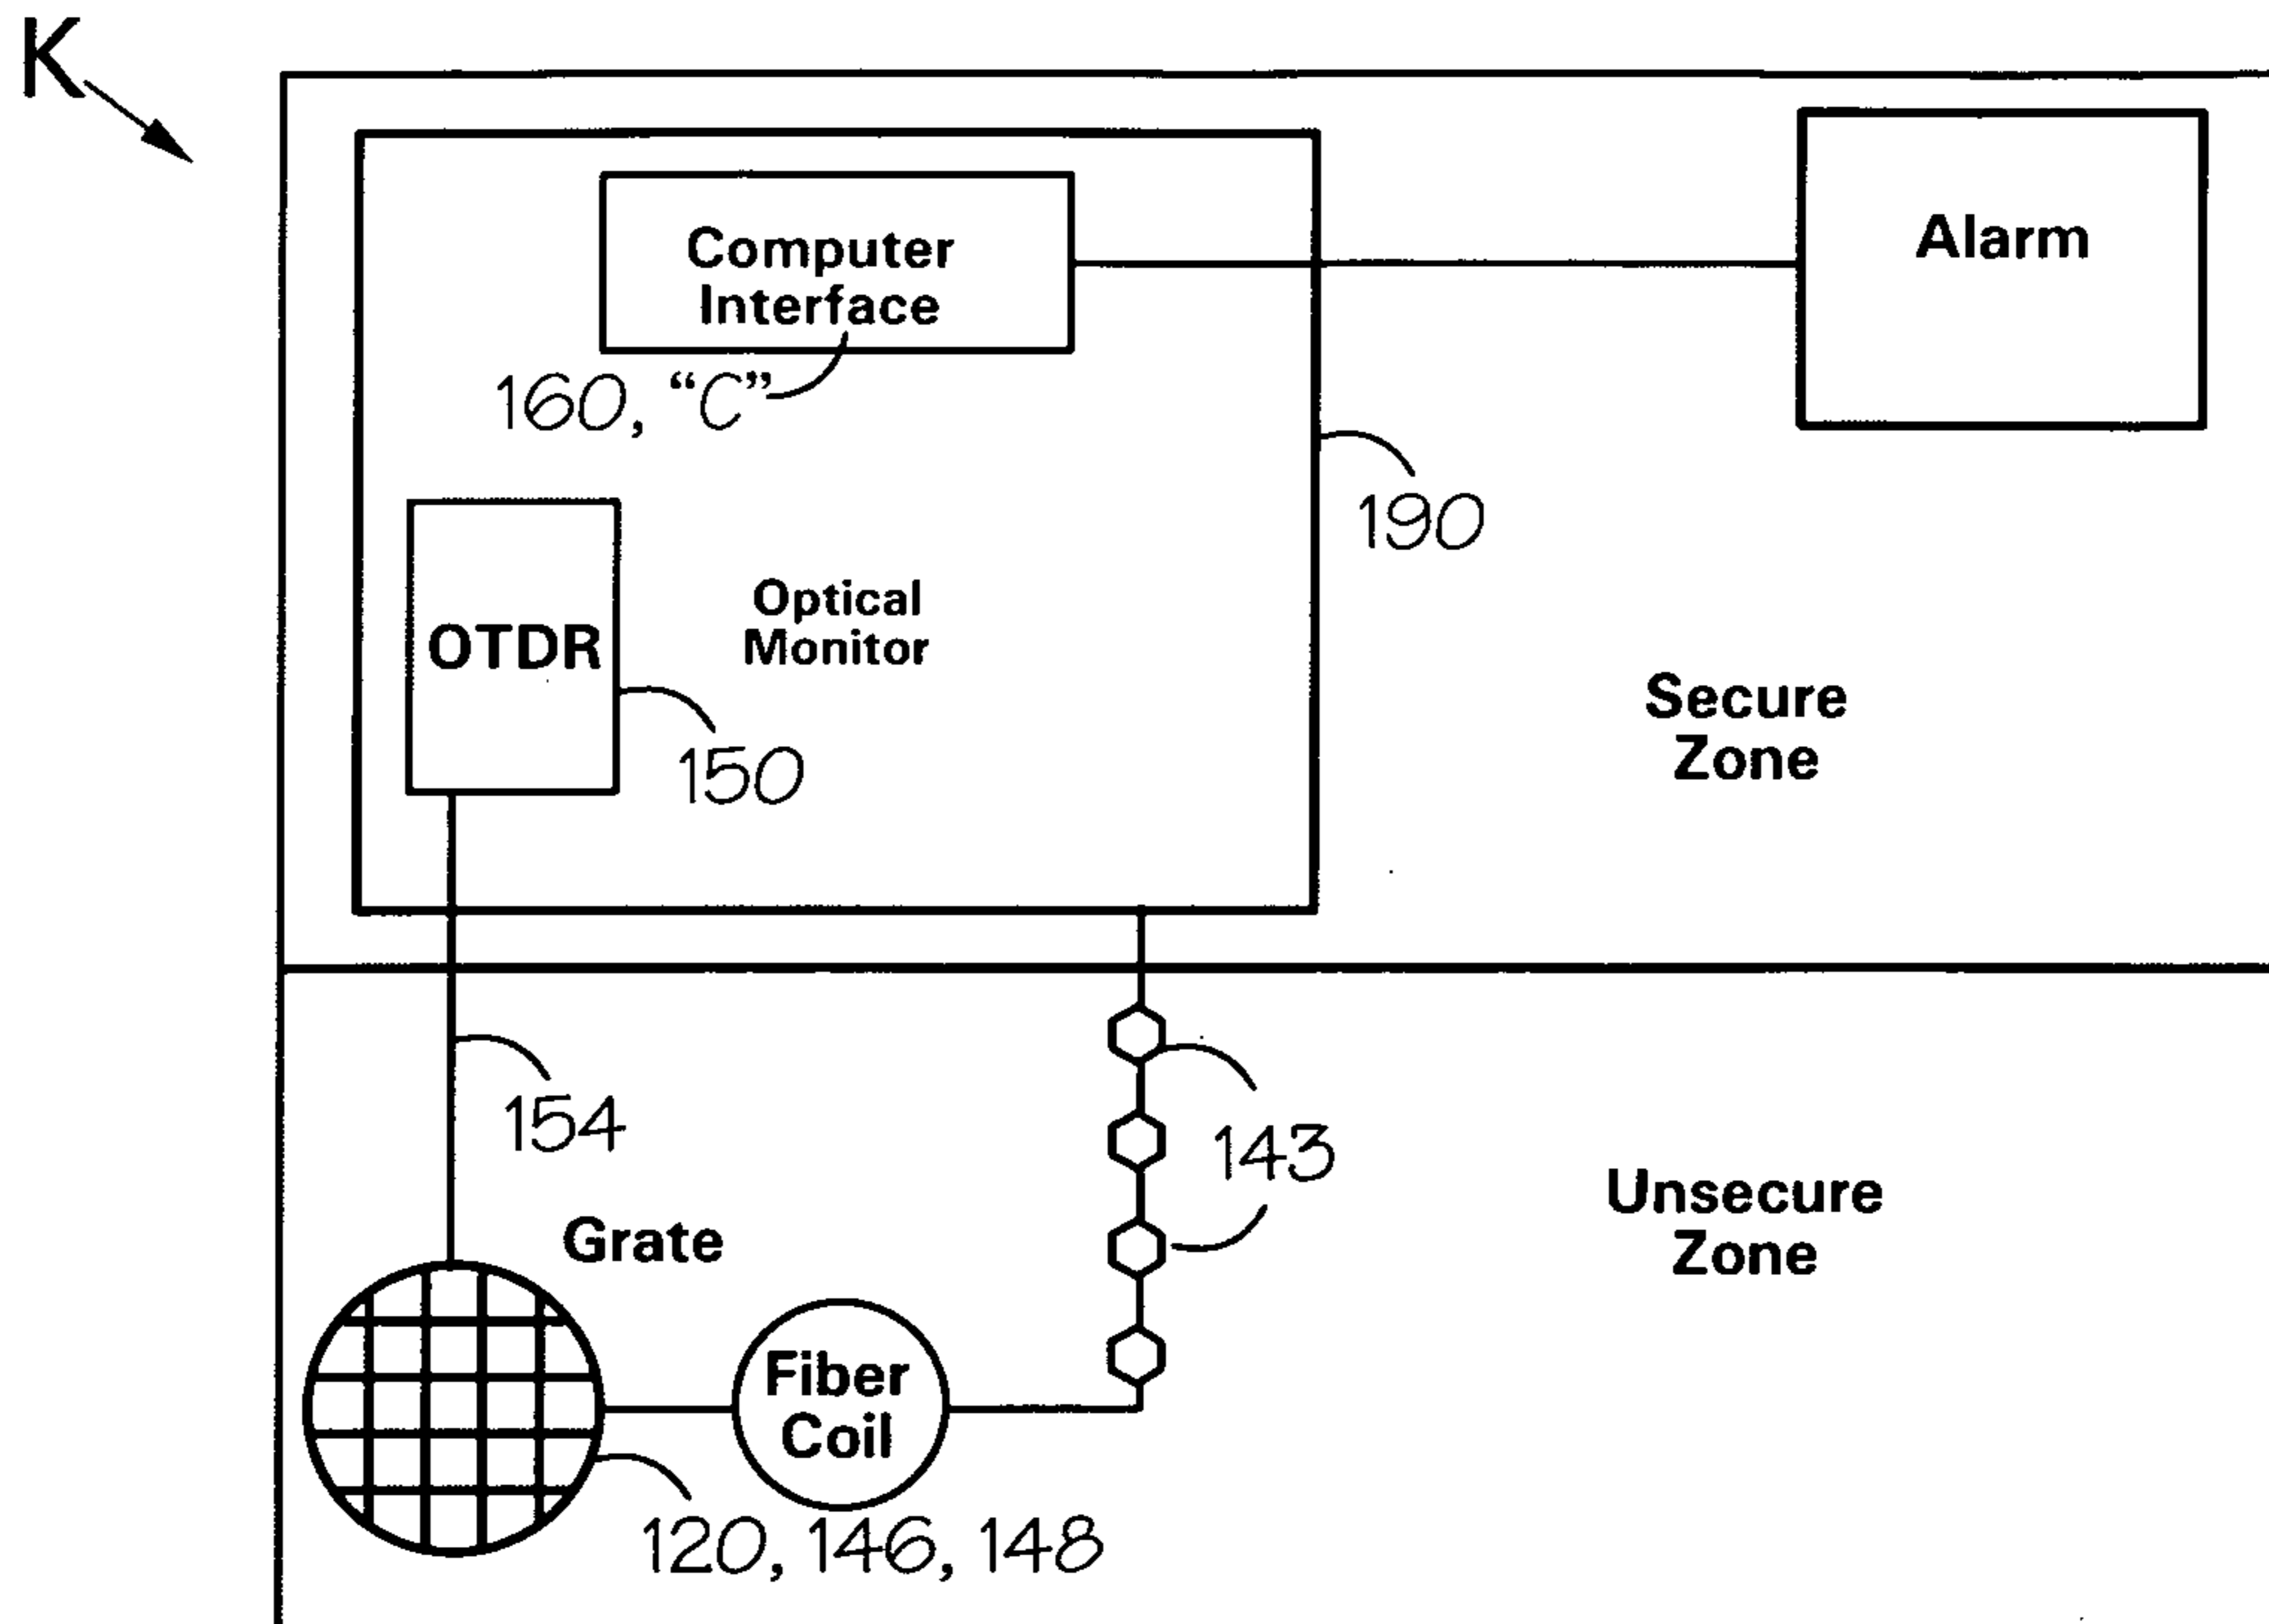 K
Computer
Interface
Alarm
160, “C”
190
OTDR
Optical
Monitor
150
Secure
Zone
154
143
Grate
Unsecure
Zone
Fiber
Coil
120, 146, 148